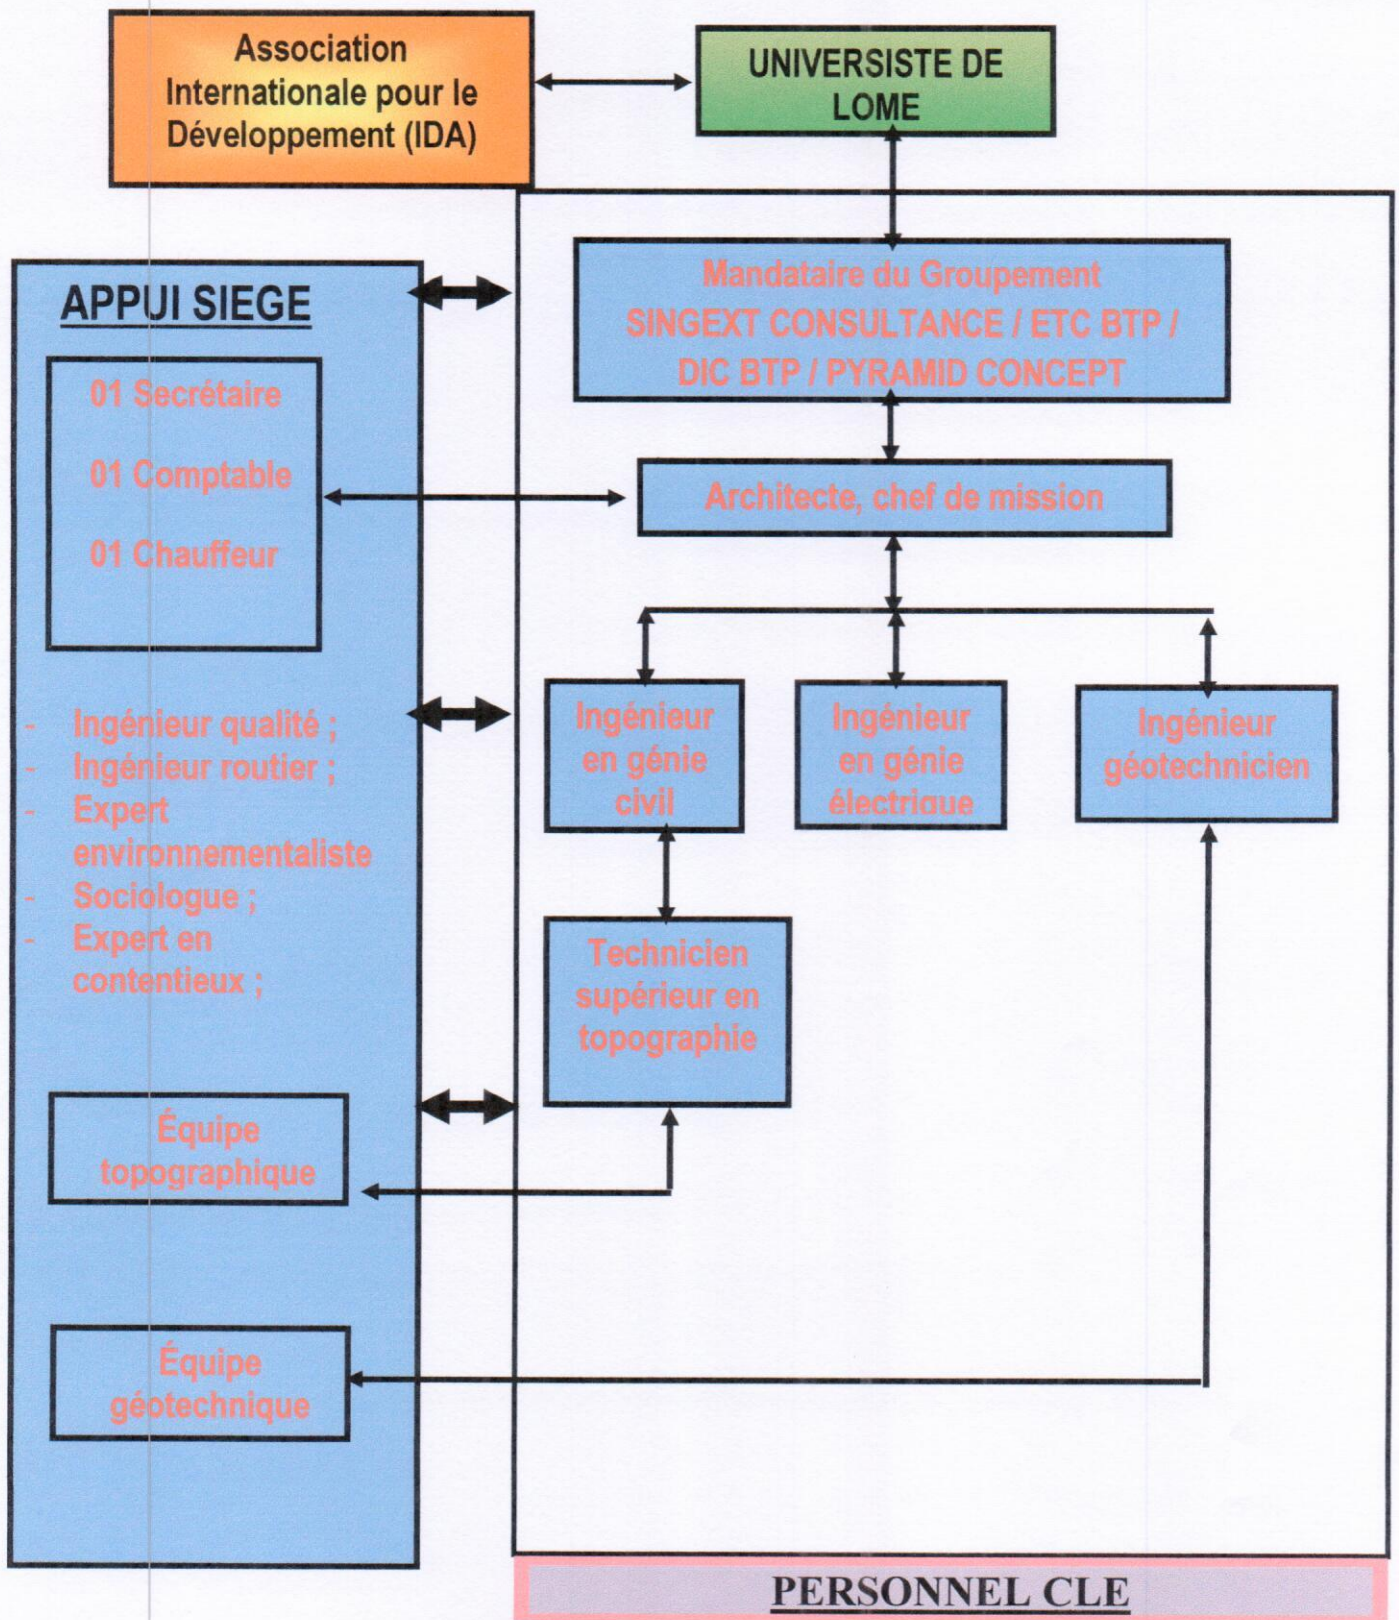 Association
Internationale pour le
Développement (IDA)
UNIVERSISTE DE
LOME
APPUI SIEGE
01 Secrétaire
01 Comptable
01 Chauffeur
- Ingénieur qualité ;
- Ingénieur routier ;
- Expert
environnementaliste
- Sociologue ;
- Expert en
contentieux ;
Équipe
topographique
Équipe
géotechnique
Mandataire du Groupement
SINGEXT CONSULTANCE / ETC BTP /
DIC BTP / PYRAMID CONCEPT
Architecte, chef de mission
Ingénieur
en génie
civil
Ingénieur
en génie
électrique
Ingénieur
géotechnicien
Technicien
supérieur en
topographie
PERSONNEL CLE